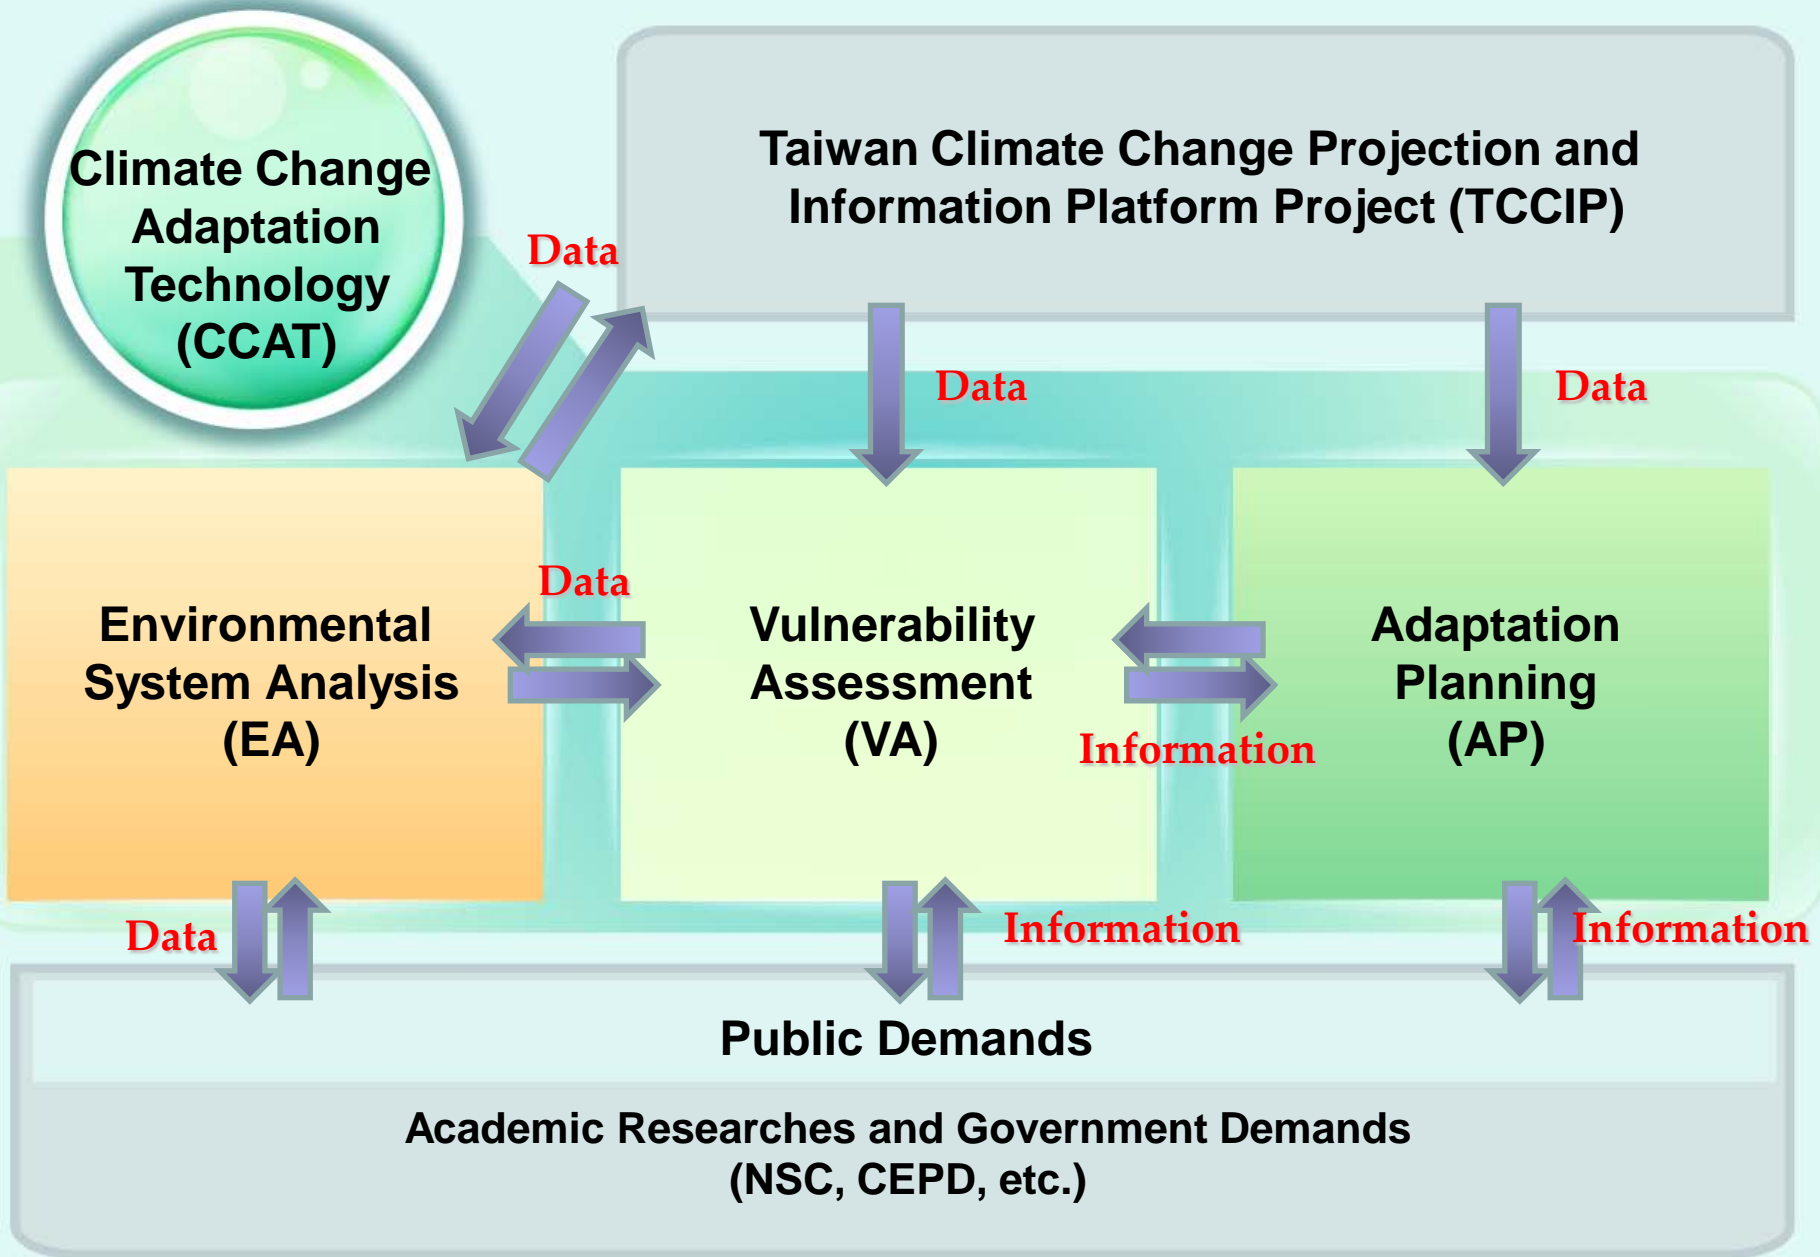 Climate Change
Adaptation
Technology
(CCAT)
Taiwan Climate Change Projection and
Information Platform Project (TCCIP)
Data
Data
Data
Environmental
System Analysis
(EA)
Data
Vulnerability
Assessment
(VA)
Information
Adaptation
Planning
(AP)
Data
Information
Information
Public Demands
Academic Researches and Government Demands
(NSC, CEPD, etc.)